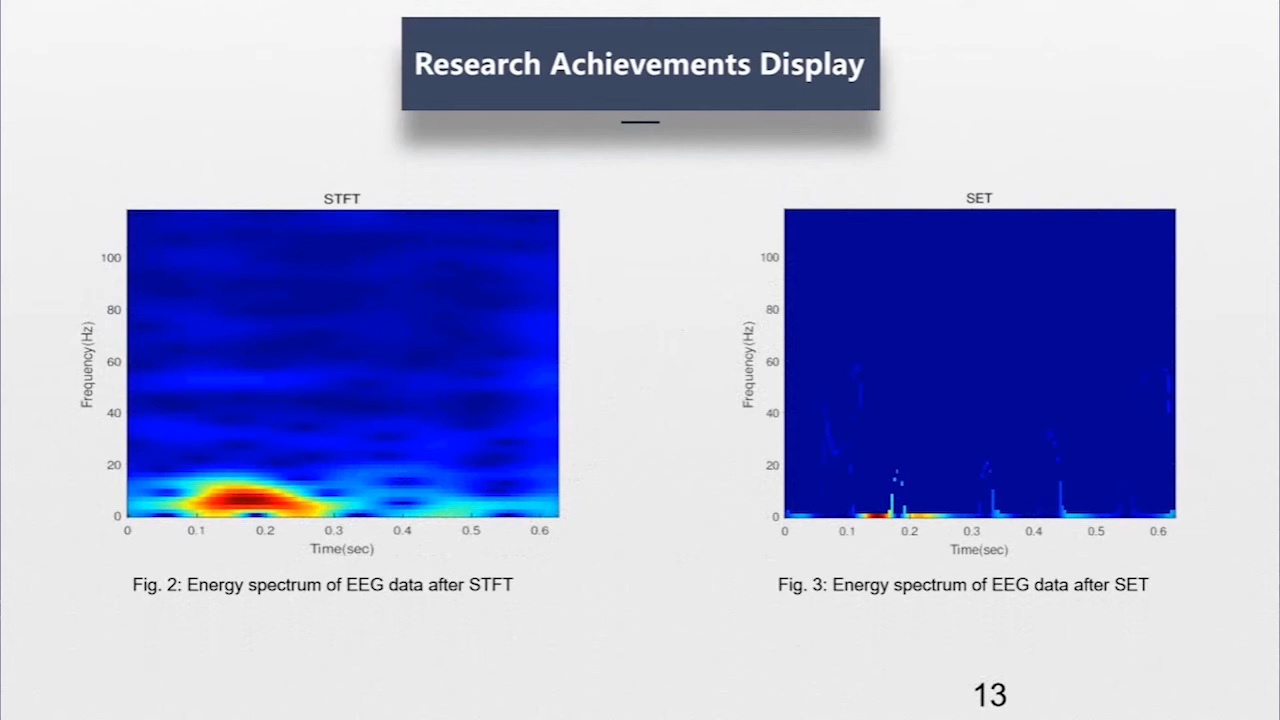 Research Achievements Display
STFT
100
80
60
40
20
0
Frequency(Hz)
0 0.1 0.2 0.3 0.4 0.5 0.6
Time(sec)
Fig. 2: Energy spectrum of EEG data after STFT
SET
100
80
60
40
20
0
Frequency(Hz)
0 0.1 0.2 0.3 0.4 0.5 0.6
Time(sec)
Fig. 3: Energy spectrum of EEG data after SET
13